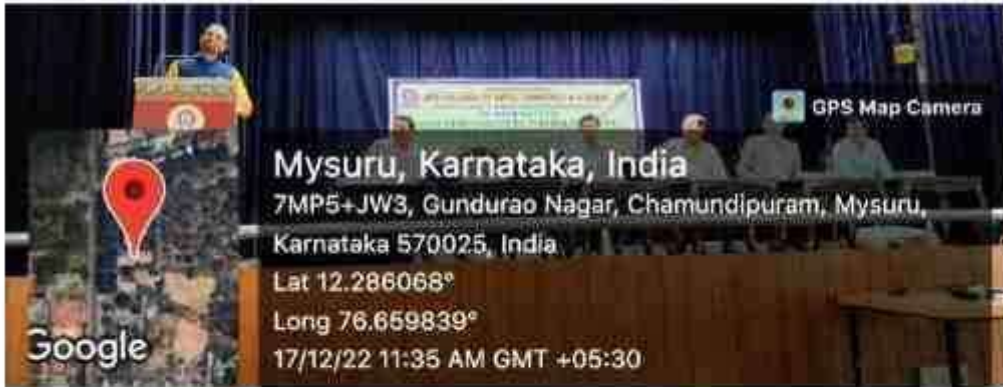 GPS Map Camera
Mysuru, Karnataka, India
7MP5+JW3, Gundurao Nagar, Chamundipuram, Mysuru,
Karnataka 570025, India
Lat 12.286068°
Long 76.659839°
17/12/22 11:35 AM GMT +05:30
Google